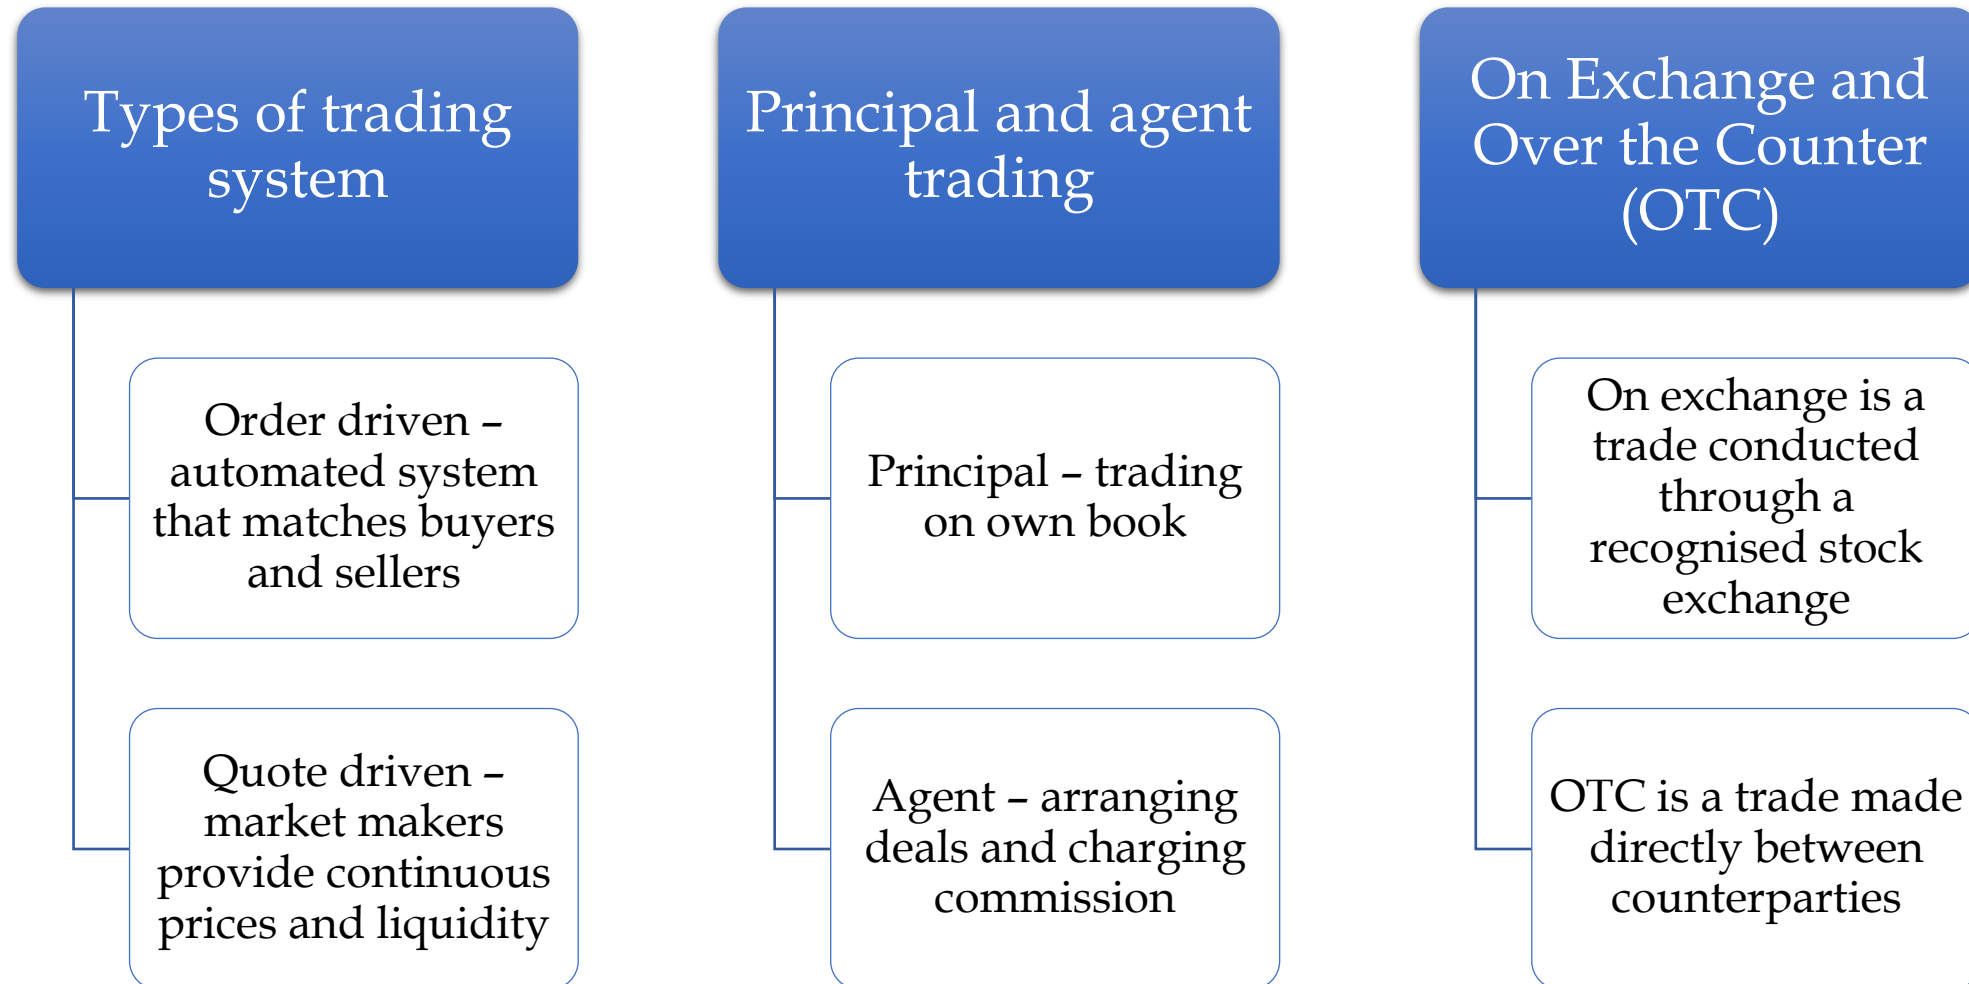 Types of trading
system
Order driven –
automated system
that matches buyers
and sellers
Quote driven –
market makers
provide continuous
prices and liquidity
Principal and agent
trading
Principal – trading
on own book
Agent – arranging
deals and charging
commission
On Exchange and
Over the Counter
(OTC)
On exchange is a
trade conducted
through a
recognised stock
exchange
OTC is a trade made
directly between
counterparties